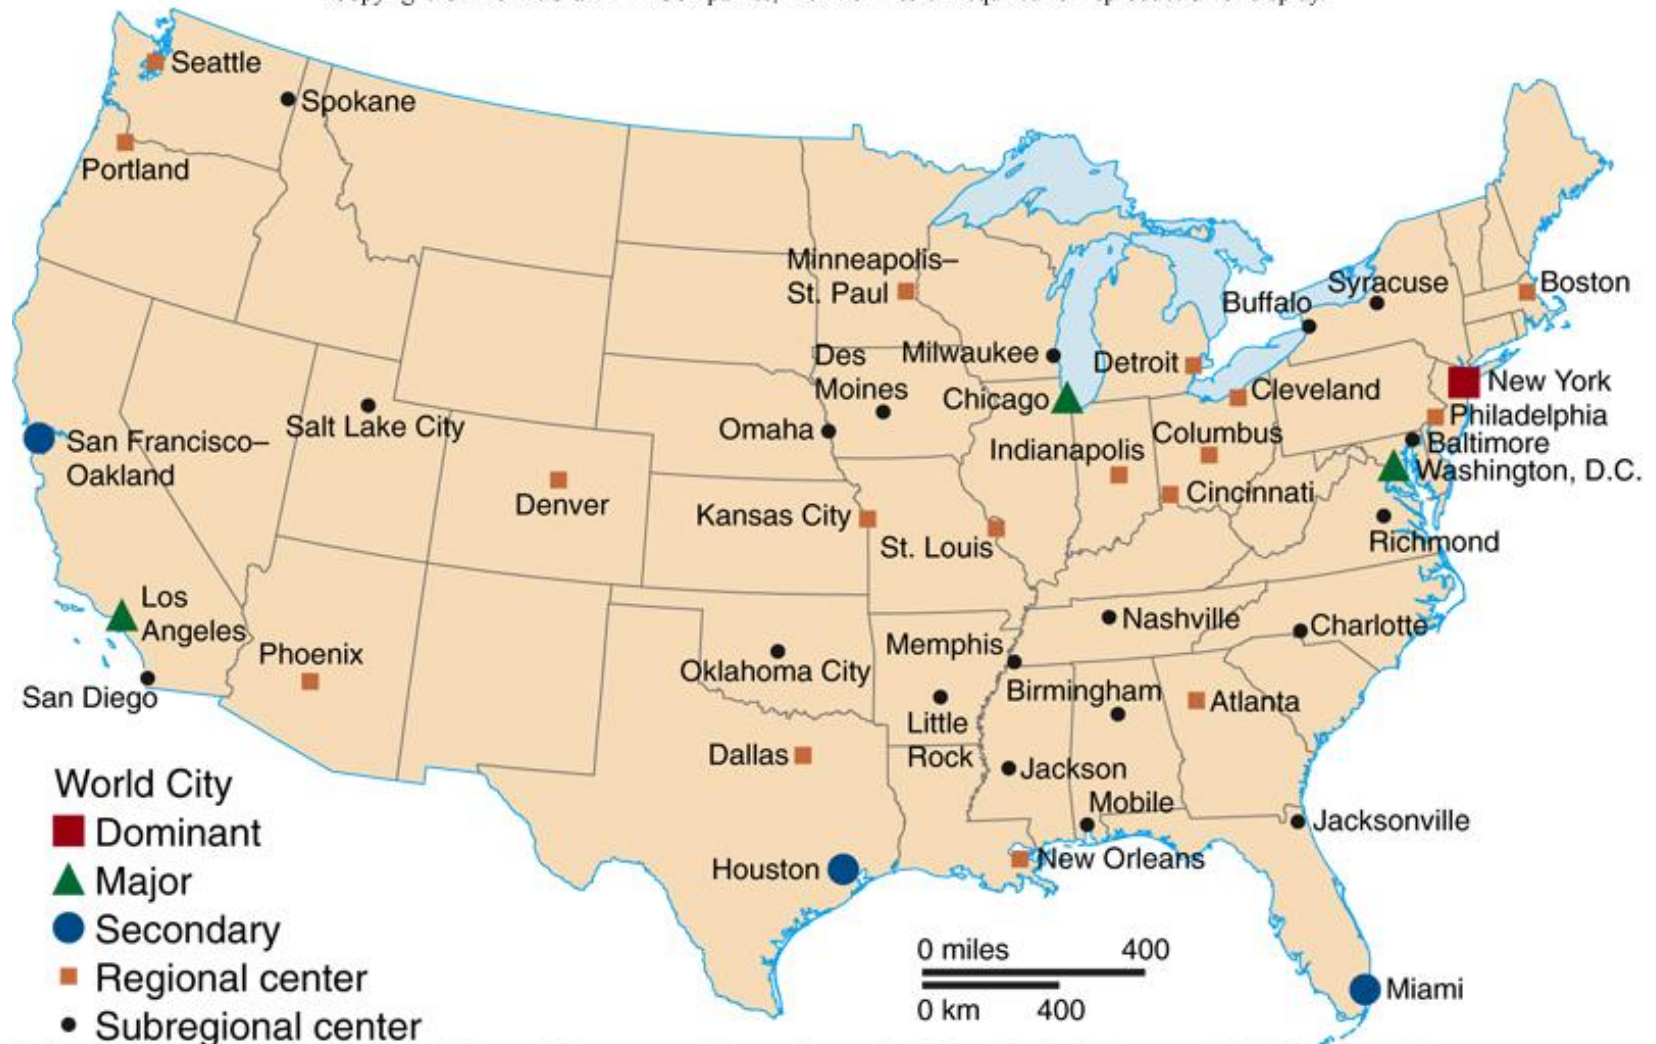 Seattle
Spokane
Portland
Minneapolis–
St. Paul
Syracuse
Boston
Buffalo
Des
Moines
Milwaukee
Detroit
New York
Cleveland
Chicago
Philadelphia
Salt Lake City
Omaha
Columbus
Baltimore
San Francisco–
Oakland
Indianapolis
Washington, D.C.
Denver
Cincinnati
Kansas City
St. Louis
Richmond
Los
Angeles
Nashville
Charlotte
Phoenix
Memphis
Oklahoma City
San Diego
Birmingham
Atlanta
Little
Rock
Dallas
Jackson
Mobile
Jacksonville
New Orleans
Houston
Miami
World City
Dominant
Major
Secondary
Regional center
Subregional center
0 miles 400
0 km 400